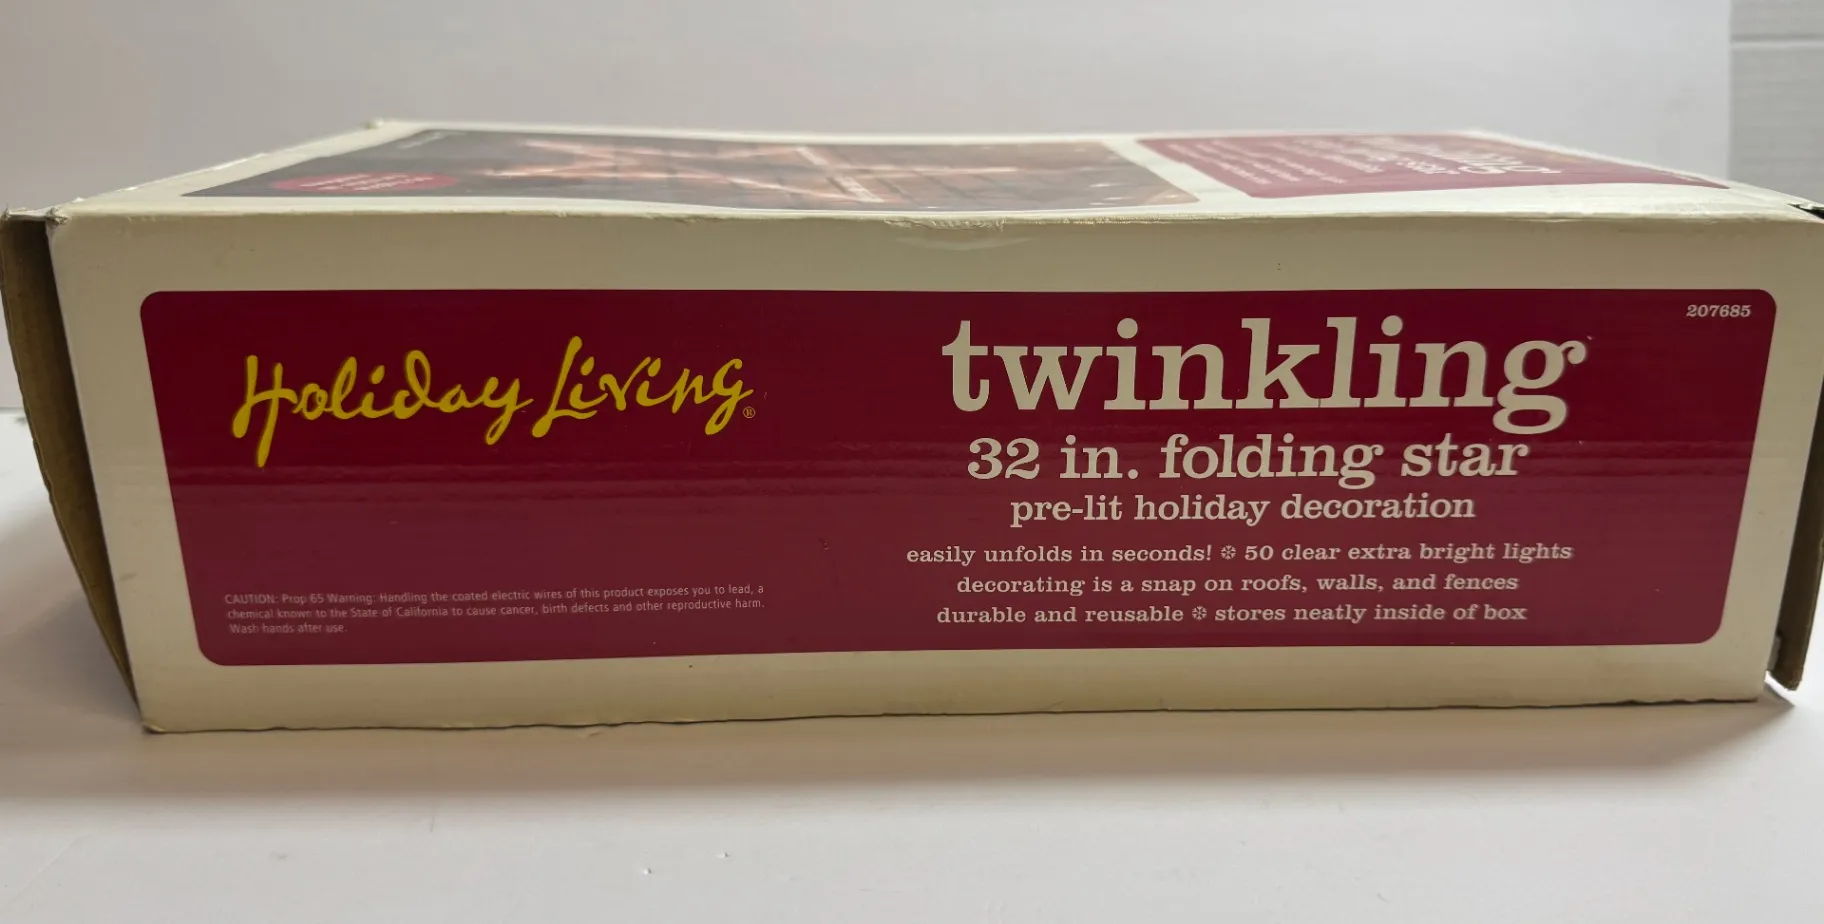 Holiday Living®
207685
twinkling
32 in. folding star
pre-lit holiday decoration
easily unfolds in seconds! ❄ 50 clear extra bright lights
decorating is a snap on roofs, walls, and fences
durable and reusable ❄ stores neatly inside of box
CAUTION: Prop 65 Warning: Handling the coated electric wires of this product exposes you to lead, a
chemical known to the State of California to cause cancer, birth defects and other reproductive harm.
Wash hands after use.